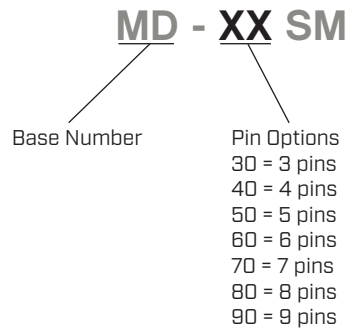 MD - XX SM
Base Number
Pin Options
30 = 3 pins
40 = 4 pins
50 = 5 pins
60 = 6 pins
70 = 7 pins
80 = 8 pins
90 = 9 pins